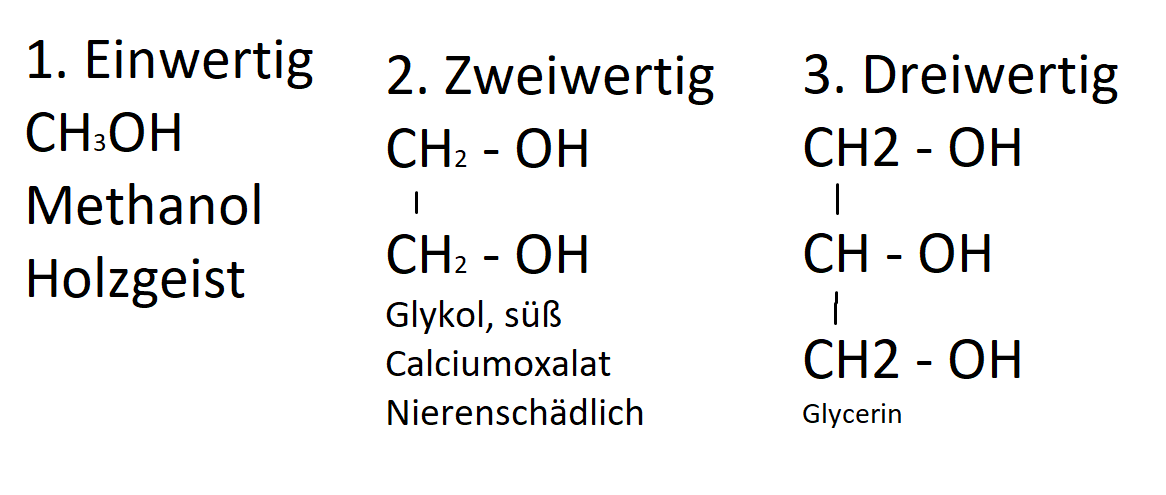 1. Einwertig
CH₃OH
Methanol
Holzgeist
2. Zweiwertig
CH₂ - OH
|
CH₂ - OH
Glykol, süß
Calciumoxalat
Nierenschädlich
3. Dreiwertig
CH2 - OH
|
CH - OH
|
CH2 - OH
Glycerin